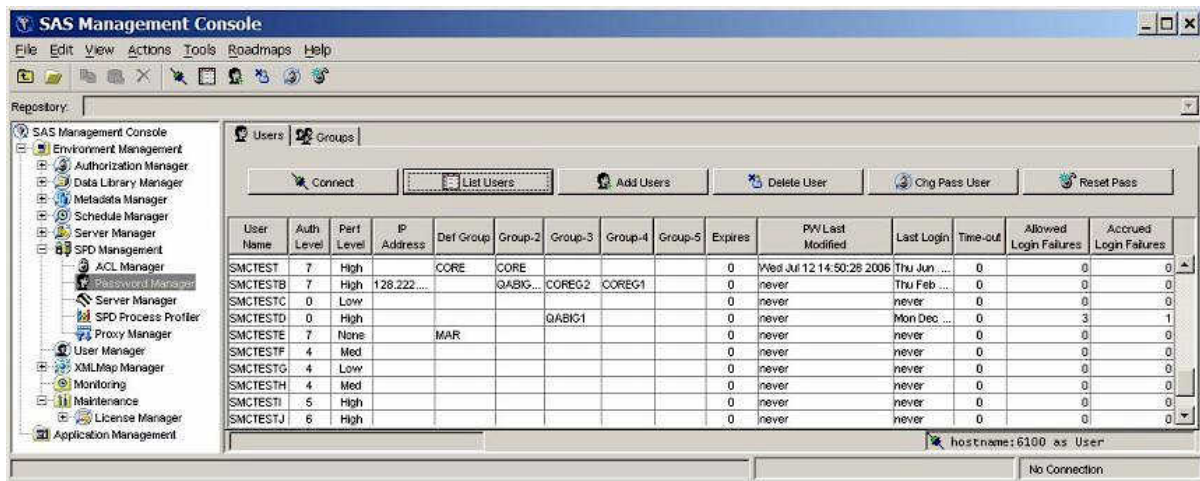 SAS Management Console
File Edit View Actions Tools Roadmaps Help
Repository:
SAS Management Console
Environment Management
Authorization Manager
Data Library Manager
Metadata Manager
Schedule Manager
Server Manager
SPD Management
ACL Manager
Password Manager
Server Manager
SPD Process Profiler
Proxy Manager
User Manager
XMLMap Manager
Monitoring
Maintenance
License Manager
Application Management
Users Groups
Connect List Users Add Users Delete User Chg Pass User Reset Pass
User Name Auth Level Perf Level IP Address Def Group Group-2 Group-3 Group-4 Group-5 Expires PW Last Modified Last Login Time-out Allowed Login Failures Accrued Login Failures
SMCTEST 7 High CORE CORE 0 Wed Jul 12 14:50:28 2006 Thu Jun ... 0 0 0
SMCTESTB 7 High 128.222.... QABIG... COREG2 COREG1 0 never Thu Feb ... 0 0 0
SMCTESTC 0 Low 0 never never 0 0 0
SMCTESTD 0 High QABIG1 0 never Mon Dec ... 0 3 1
SMCTESTE 7 None MAR 0 never never 0 0 0
SMCTESTF 4 Med 0 never never 0 0 0
SMCTESTG 4 Low 0 never never 0 0 0
SMCTESTH 4 Med 0 never never 0 0 0
SMCTESTI 5 High 0 never never 0 0 0
SMCTESTJ 6 High 0 never never 0 0 0
hostname:6100 as User
No Connection